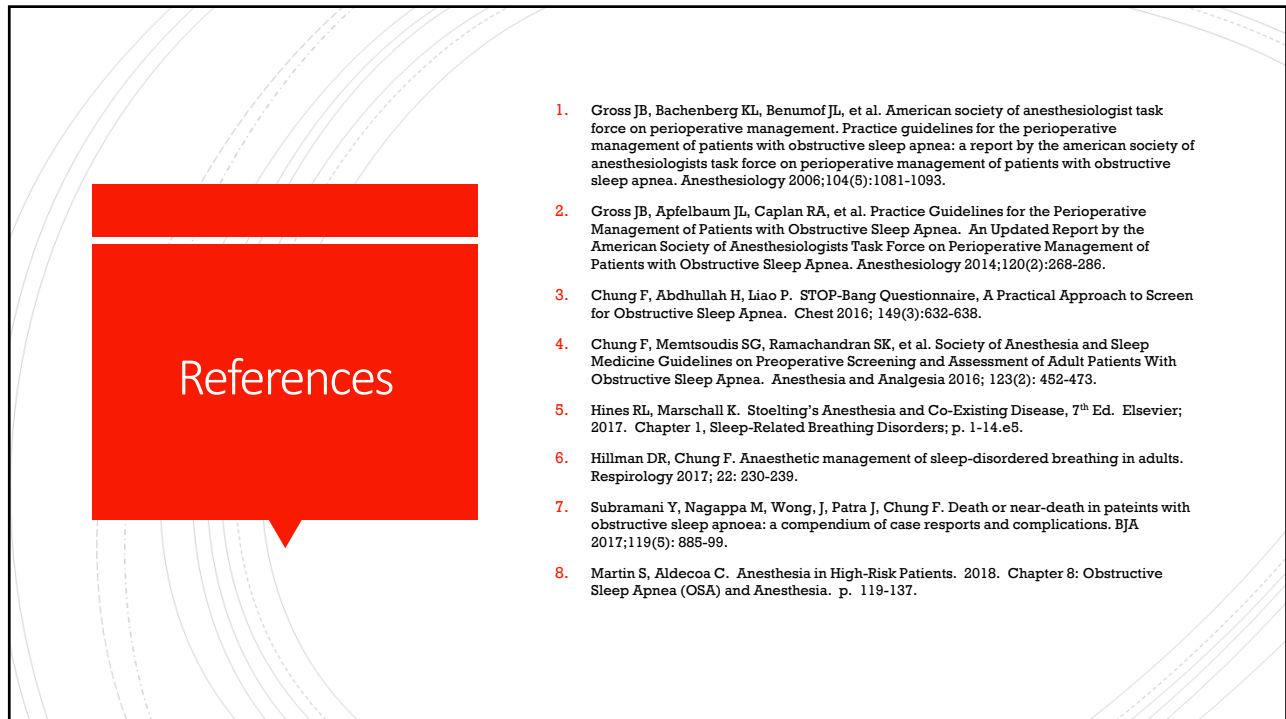 References
1. Gross JB, Bachenberg KL, Benumof JL, et al. American society of anesthesiologist task
force on perioperative management. Practice guidelines for the perioperative
management of patients with obstructive sleep apnea: a report by the american society of
anesthesiologists task force on perioperative management of patients with obstructive
sleep apnea. Anesthesiology 2006;104(5):1081-1093.
2. Gross JB, Apfelbaum JL, Caplan RA, et al. Practice Guidelines for the Perioperative
Management of Patients with Obstructive Sleep Apnea. An Updated Report by the
American Society of Anesthesiologists Task Force on Perioperative Management of
Patients with Obstructive Sleep Apnea. Anesthesiology 2014;120(2):268-286.
3. Chung F, Abdhullah H, Liao P. STOP-Bang Questionnaire, A Practical Approach to Screen
for Obstructive Sleep Apnea. Chest 2016; 149(3):632-638.
4. Chung F, Memtsoudis SG, Ramachandran SK, et al. Society of Anesthesia and Sleep
Medicine Guidelines on Preoperative Screening and Assessment of Adult Patients With
Obstructive Sleep Apnea. Anesthesia and Analgesia 2016; 123(2): 452-473.
5. Hines RL, Marschall K. Stoelting's Anesthesia and Co-Existing Disease, 7th Ed. Elsevier;
2017. Chapter 1, Sleep-Related Breathing Disorders; p. 1-14.e5.
6. Hillman DR, Chung F. Anaesthetic management of sleep-disordered breathing in adults.
Respirology 2017; 22: 230-239.
7. Subramani Y, Nagappa M, Wong, J, Patra J, Chung F. Death or near-death in pateints with
obstructive sleep apnoea: a compendium of case resports and complications. BJA
2017;119(5): 885-99.
8. Martin S, Aldecoa C. Anesthesia in High-Risk Patients. 2018. Chapter 8: Obstructive
Sleep Apnea (OSA) and Anesthesia. p. 119-137.